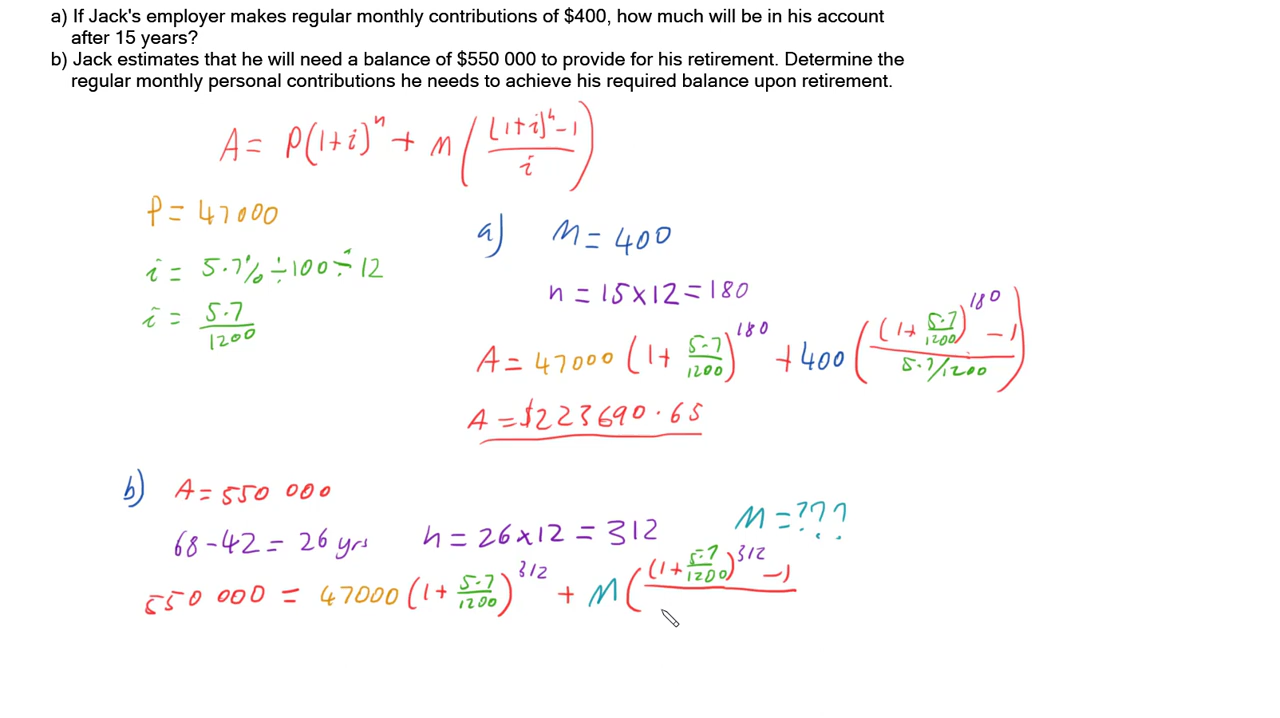 a) If Jack's employer makes regular monthly contributions of $400, how much will be in his account
after 15 years?
b) Jack estimates that he will need a balance of $550 000 to provide for his retirement. Determine the
regular monthly personal contributions he needs to achieve his required balance upon retirement.
A = P(1+i)^n + M( ((1+i)^n - 1) / i )
P = 47000
a) M = 400
i = 5.7% ÷ 100 ÷ 12
n = 15 × 12 = 180
i = 5.7/1200
A = 47000 (1 + 5.7/1200)^180 + 400 ( ((1 + 5.7/1200)^180 - 1) / 5.7/1200 )
A = $223690.65
b) A = 550 000
M = ???
68 - 42 = 26 yrs n = 26 × 12 = 312
550 000 = 47000 (1 + 5.7/1200)^312 + M ( (1 + 5.7/1200)^312 - 1)